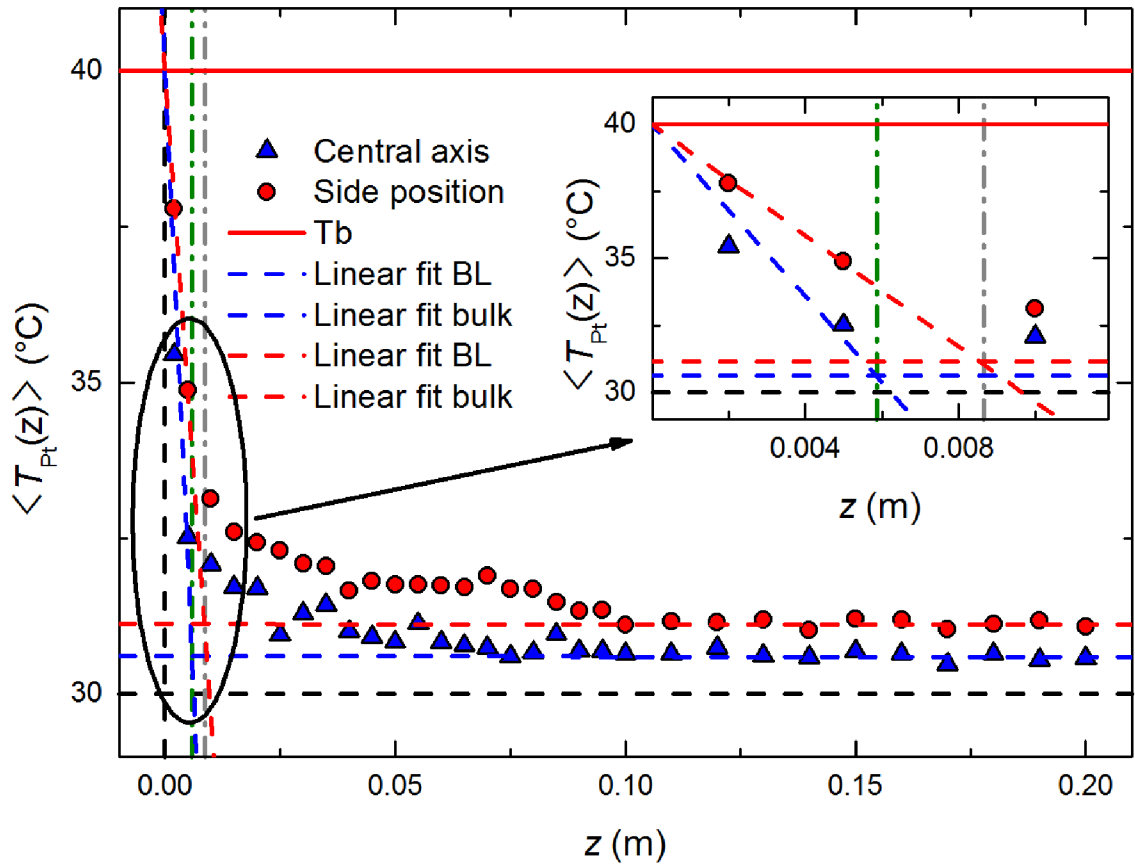 40
35
30
<T_Pt(z)> (°C)
Central axis
Side position
Tb
Linear fit BL
Linear fit bulk
Linear fit BL
Linear fit bulk
40
35
30
<T_Pt(z)> (°C)
0.004 0.008
z (m)
0.00 0.05 0.10 0.15 0.20
z (m)